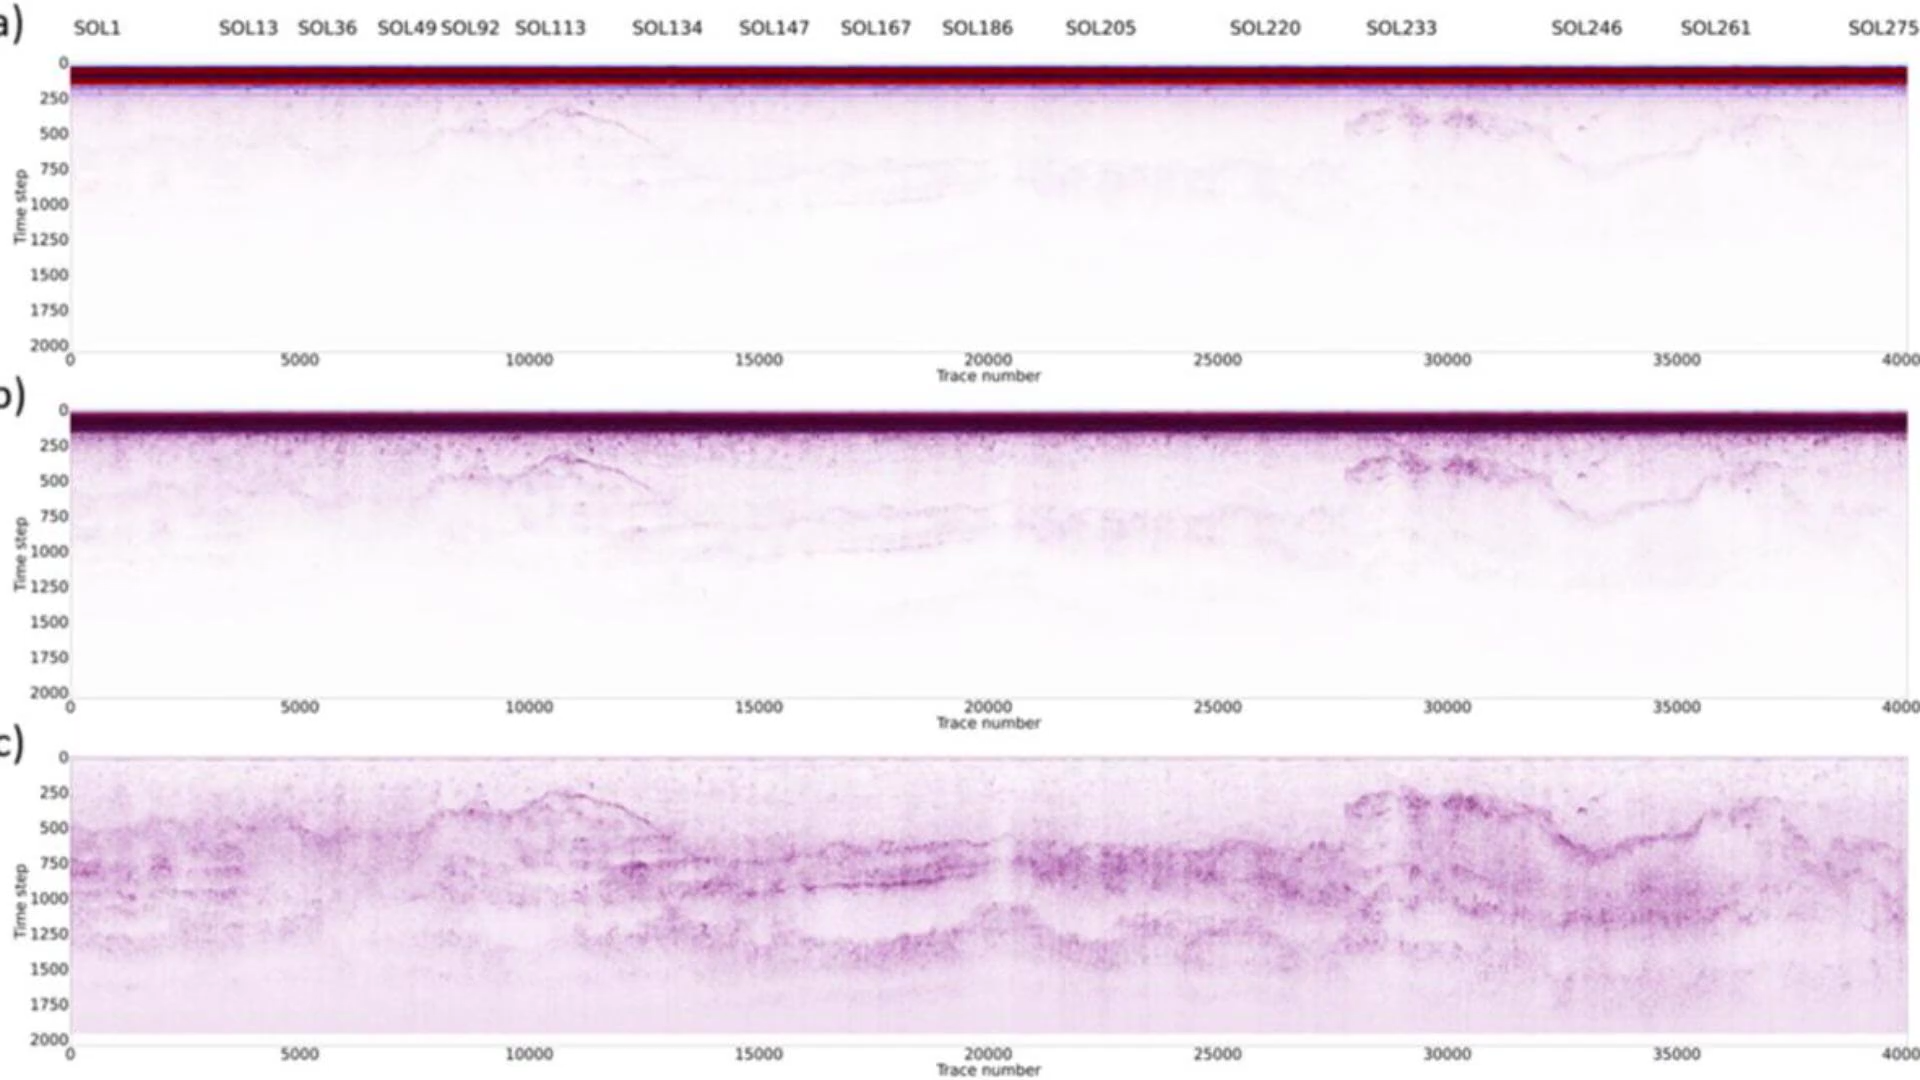 a)
SOL1 SOL13 SOL36 SOL49 SOL92 SOL113 SOL134 SOL147 SOL167 SOL186 SOL205 SOL220 SOL233 SOL246 SOL261 SOL275
0
250
500
750
1000
1250
1500
1750
2000
Time step
0 5000 10000 15000 20000 25000 30000 35000 4000
Trace number
b)
0
250
500
750
1000
1250
1500
1750
2000
Time step
0 5000 10000 15000 20000 25000 30000 35000 4000
Trace number
c)
0
250
500
750
1000
1250
1500
1750
2000
Time step
0 5000 10000 15000 20000 25000 30000 35000 4000
Trace number